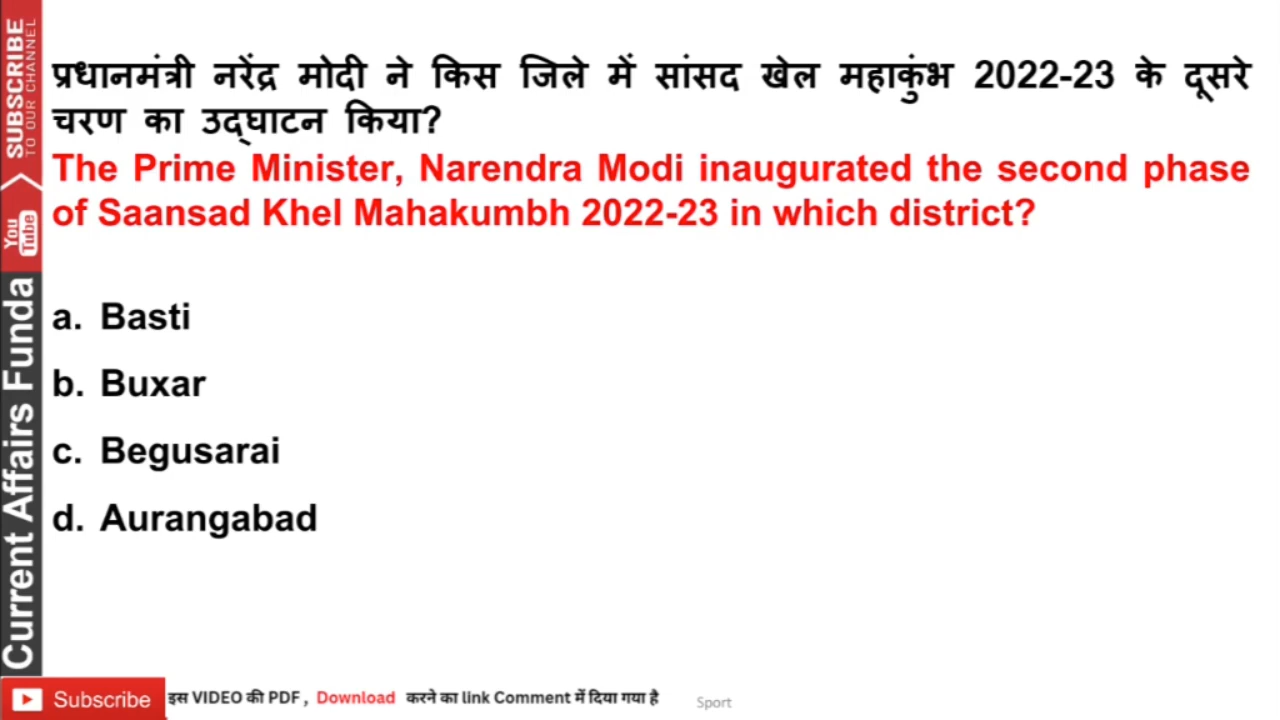 प्रधानमंत्री नरेंद्र मोदी ने किस जिले में सांसद खेल महाकुंभ 2022-23 के दूसरे
चरण का उद्घाटन किया?
The Prime Minister, Narendra Modi inaugurated the second phase
of Saansad Khel Mahakumbh 2022-23 in which district?
a. Basti
b. Buxar
c. Begusarai
d. Aurangabad
SUBSCRIBE
TO OUR CHANNEL
You
Tube
Current Affairs Funda
Subscribe
इस VIDEO की PDF , Download करने का link Comment में दिया गया है
Sport